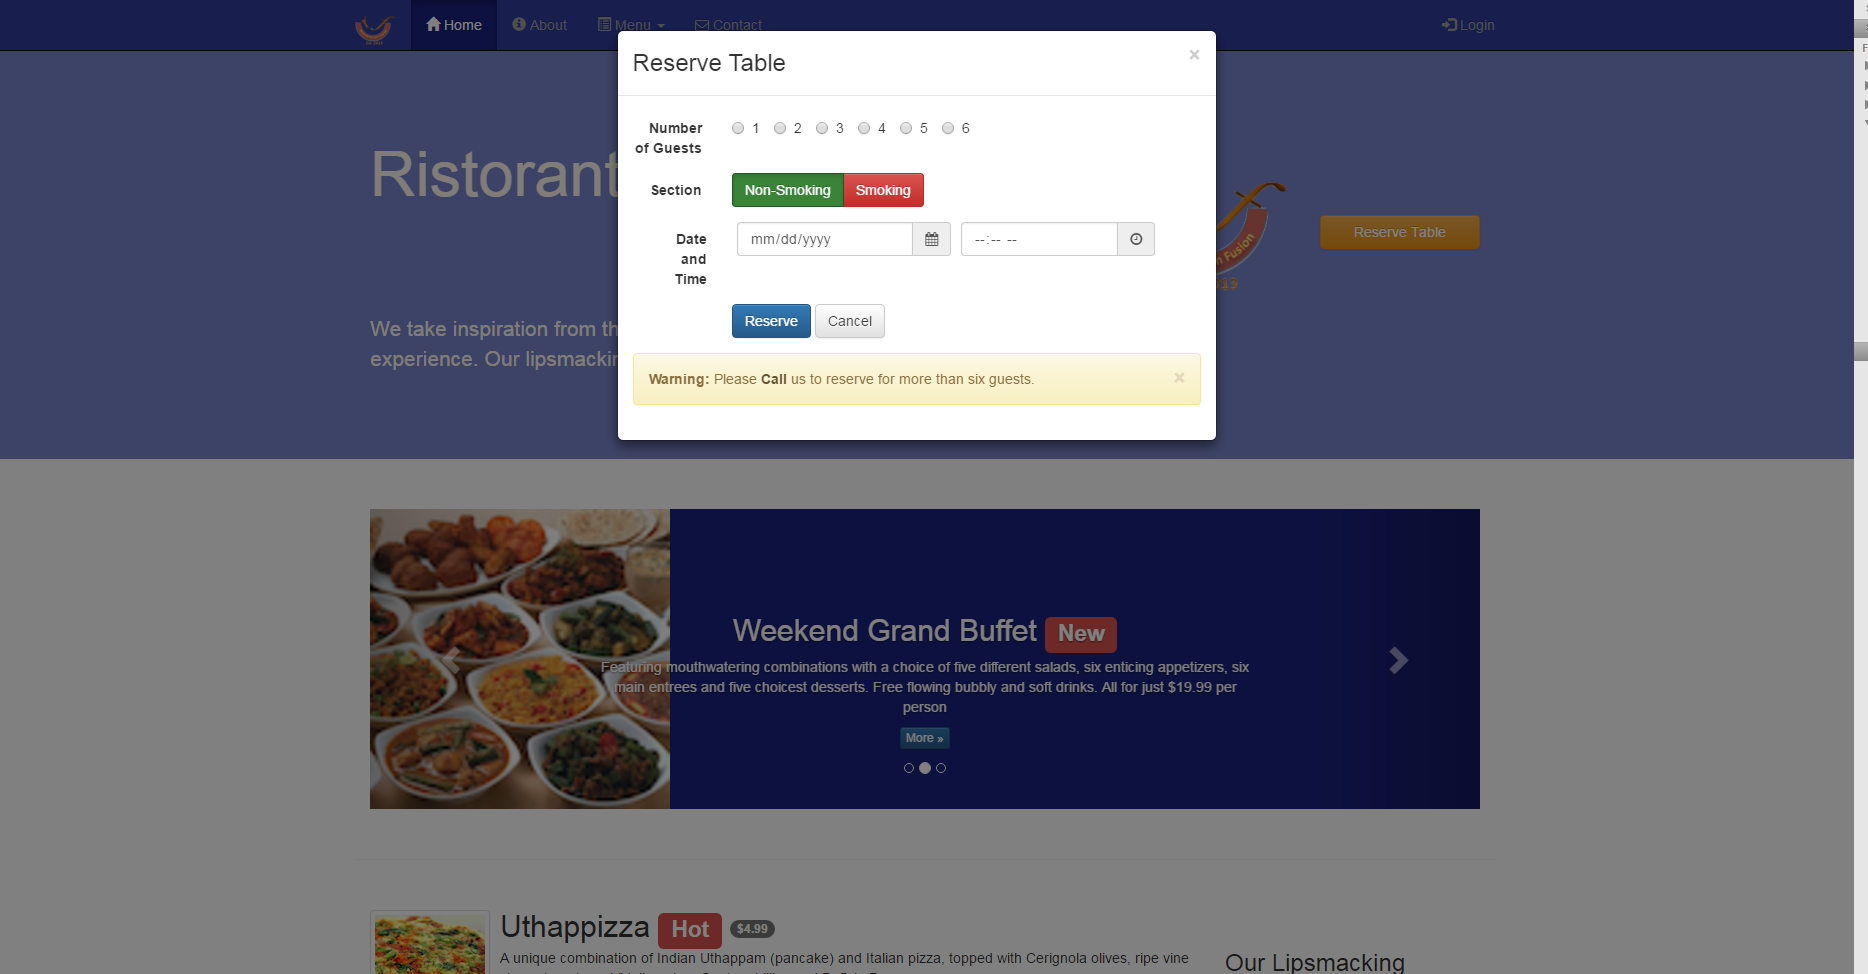 Home About Menu Contact Login
Reserve Table
×
Number of Guests
1 2 3 4 5 6
Section
Non-Smoking Smoking
Date and Time
mm/dd/yyyy --:-- --
Reserve Cancel
Warning: Please Call us to reserve for more than six guests.
×
Ristorant
n Fusion
Reserve Table
We take inspiration from th
experience. Our lipsmackin
Weekend Grand Buffet New
Featuring mouthwatering combinations with a choice of five different salads, six enticing appetizers, six
main entrees and five choicest desserts. Free flowing bubbly and soft drinks. All for just $19.99 per
person
More »
Uthappizza Hot $4.99
A unique combination of Indian Uthappam (pancake) and Italian pizza, topped with Cerignola olives, ripe vine
Our Lipsmacking